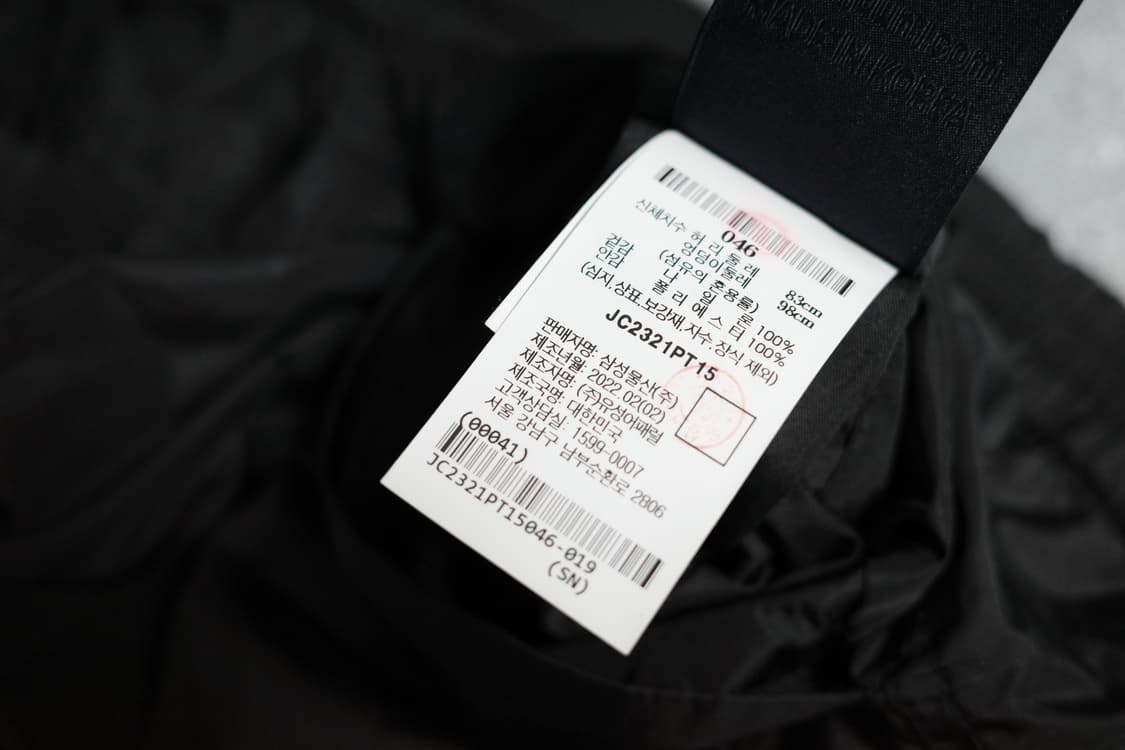 MADE IN KOREA
046
신체치수 허리둘레 83cm
엉덩이둘레 98cm
(섬유의 혼용률)
겉감 나일론 100%
안감 폴리에스터 100%
(심지.상표.보강재.자수.장식 제외)
JC2321PT15
판매자명: 삼성물산(주)
제조년월: 2022.02(02)
제조자명: (주)유성어패럴
제조국명: 대한민국
고객상담실: 1599-0007
서울 강남구 남부순환로 2806
(00041)
JC2321PT15046-019
(SN)